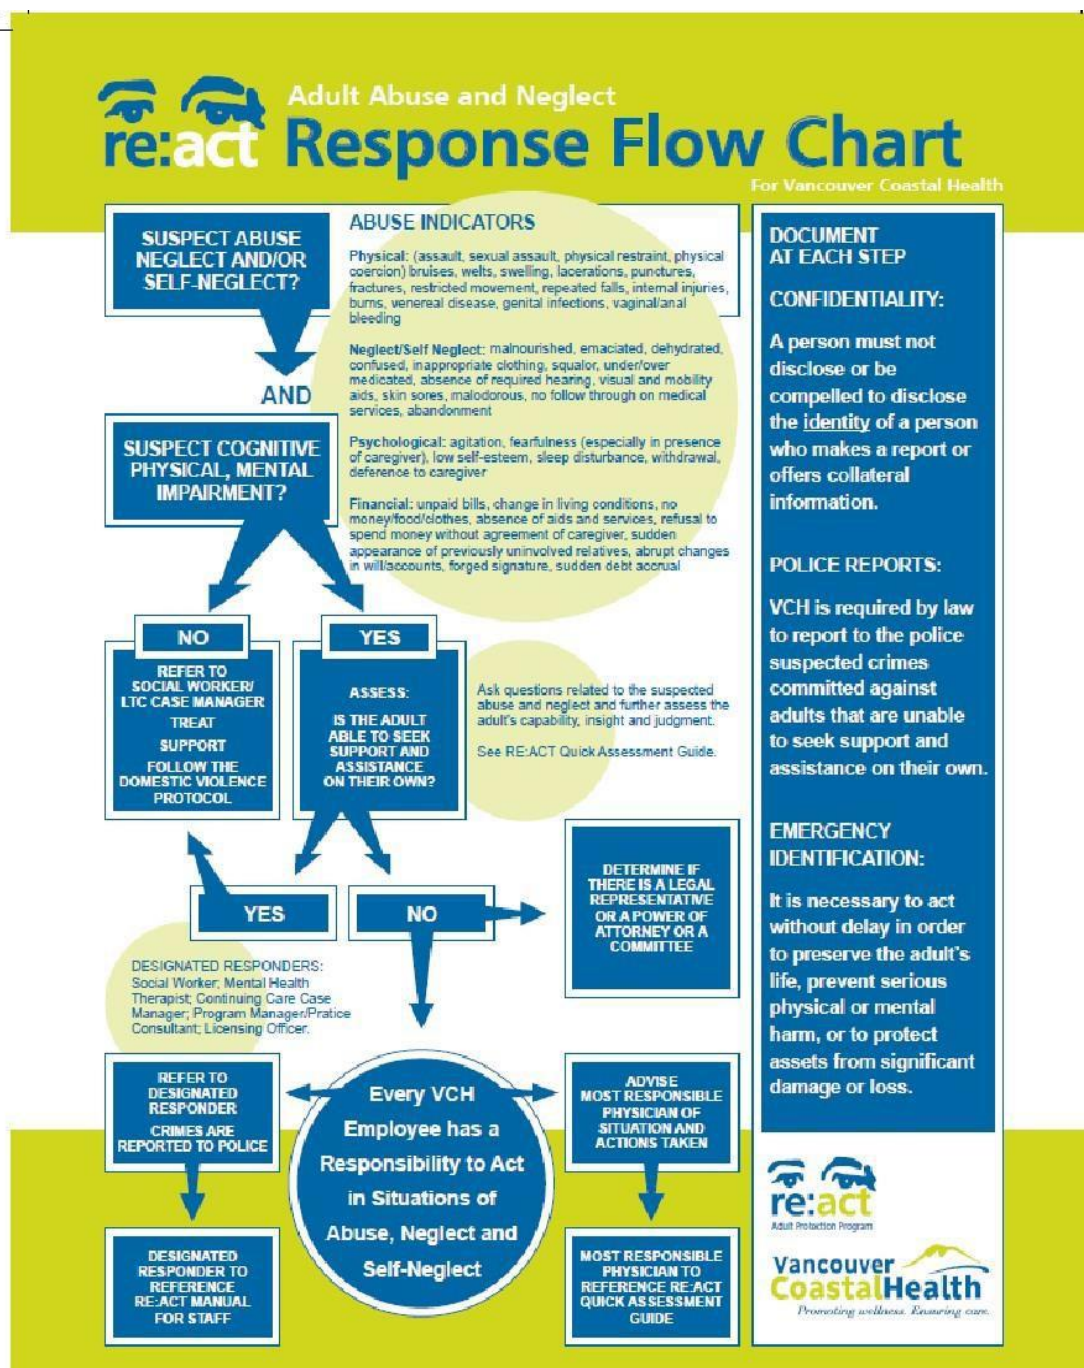 Adult Abuse and Neglect
re:act Response Flow Chart
For Vancouver Coastal Health
SUSPECT ABUSE
NEGLECT AND/OR
SELF-NEGLECT?
ABUSE INDICATORS
Physical: (assault, sexual assault, physical restraint, physical
coercion) bruises, welts, swelling, lacerations, punctures,
fractures, restricted movement, repeated falls, internal injuries,
burns, venereal disease, genital infections, vaginal/anal
bleeding
Neglect/Self Neglect: malnourished, emaciated, dehydrated,
confused, inappropriate clothing, squalor, under/over
medicated, absence of required hearing, visual and mobility
aids, skin sores, malodorous, no follow through on medical
services, abandonment
AND
SUSPECT COGNITIVE
PHYSICAL, MENTAL
IMPAIRMENT?
Psychological: agitation, fearfulness (especially in presence
of caregiver), low self-esteem, sleep disturbance, withdrawal,
deference to caregiver
Financial: unpaid bills, change in living conditions, no
money/food/clothes, absence of aids and services, refusal to
spend money without agreement of caregiver, sudden
appearance of previously uninvolved relatives, abrupt changes
in will/accounts, forged signature, sudden debt accrual
NO
REFER TO
SOCIAL WORKER/
LTC CASE MANAGER
TREAT
SUPPORT
FOLLOW THE
DOMESTIC VIOLENCE
PROTOCOL
YES
ASSESS:
IS THE ADULT
ABLE TO SEEK
SUPPORT AND
ASSISTANCE
ON THEIR OWN?
Ask questions related to the suspected
abuse and neglect and further assess the
adult's capability, insight and judgment.
See RE:ACT Quick Assessment Guide.
YES
NO
DETERMINE IF
THERE IS A LEGAL
REPRESENTATIVE
OR A POWER OF
ATTORNEY OR A
COMMITTEE
DESIGNATED RESPONDERS:
Social Worker; Mental Health
Therapist; Continuing Care Case
Manager; Program Manager/Pratice
Consultant; Licensing Officer.
REFER TO
DESIGNATED
RESPONDER
CRIMES ARE
REPORTED TO POLICE
Every VCH
Employee has a
Responsibility to Act
in Situations of
Abuse, Neglect and
Self-Neglect
ADVISE
MOST RESPONSIBLE
PHYSICIAN OF
SITUATION AND
ACTIONS TAKEN
DESIGNATED
RESPONDER TO
REFERENCE
RE:ACT MANUAL
FOR STAFF
MOST RESPONSIBLE
PHYSICIAN TO
REFERENCE RE:ACT
QUICK ASSESSMENT
GUIDE
DOCUMENT
AT EACH STEP
CONFIDENTIALITY:
A person must not
disclose or be
compelled to disclose
the identity of a person
who makes a report or
offers collateral
information.
POLICE REPORTS:
VCH is required by law
to report to the police
suspected crimes
committed against
adults that are unable
to seek support and
assistance on their own.
EMERGENCY
IDENTIFICATION:
It is necessary to act
without delay in order
to preserve the adult's
life, prevent serious
physical or mental
harm, or to protect
assets from significant
damage or loss.
re:act
Adult Protection Program
Vancouver
CoastalHealth
Promoting wellness. Ensuring care.